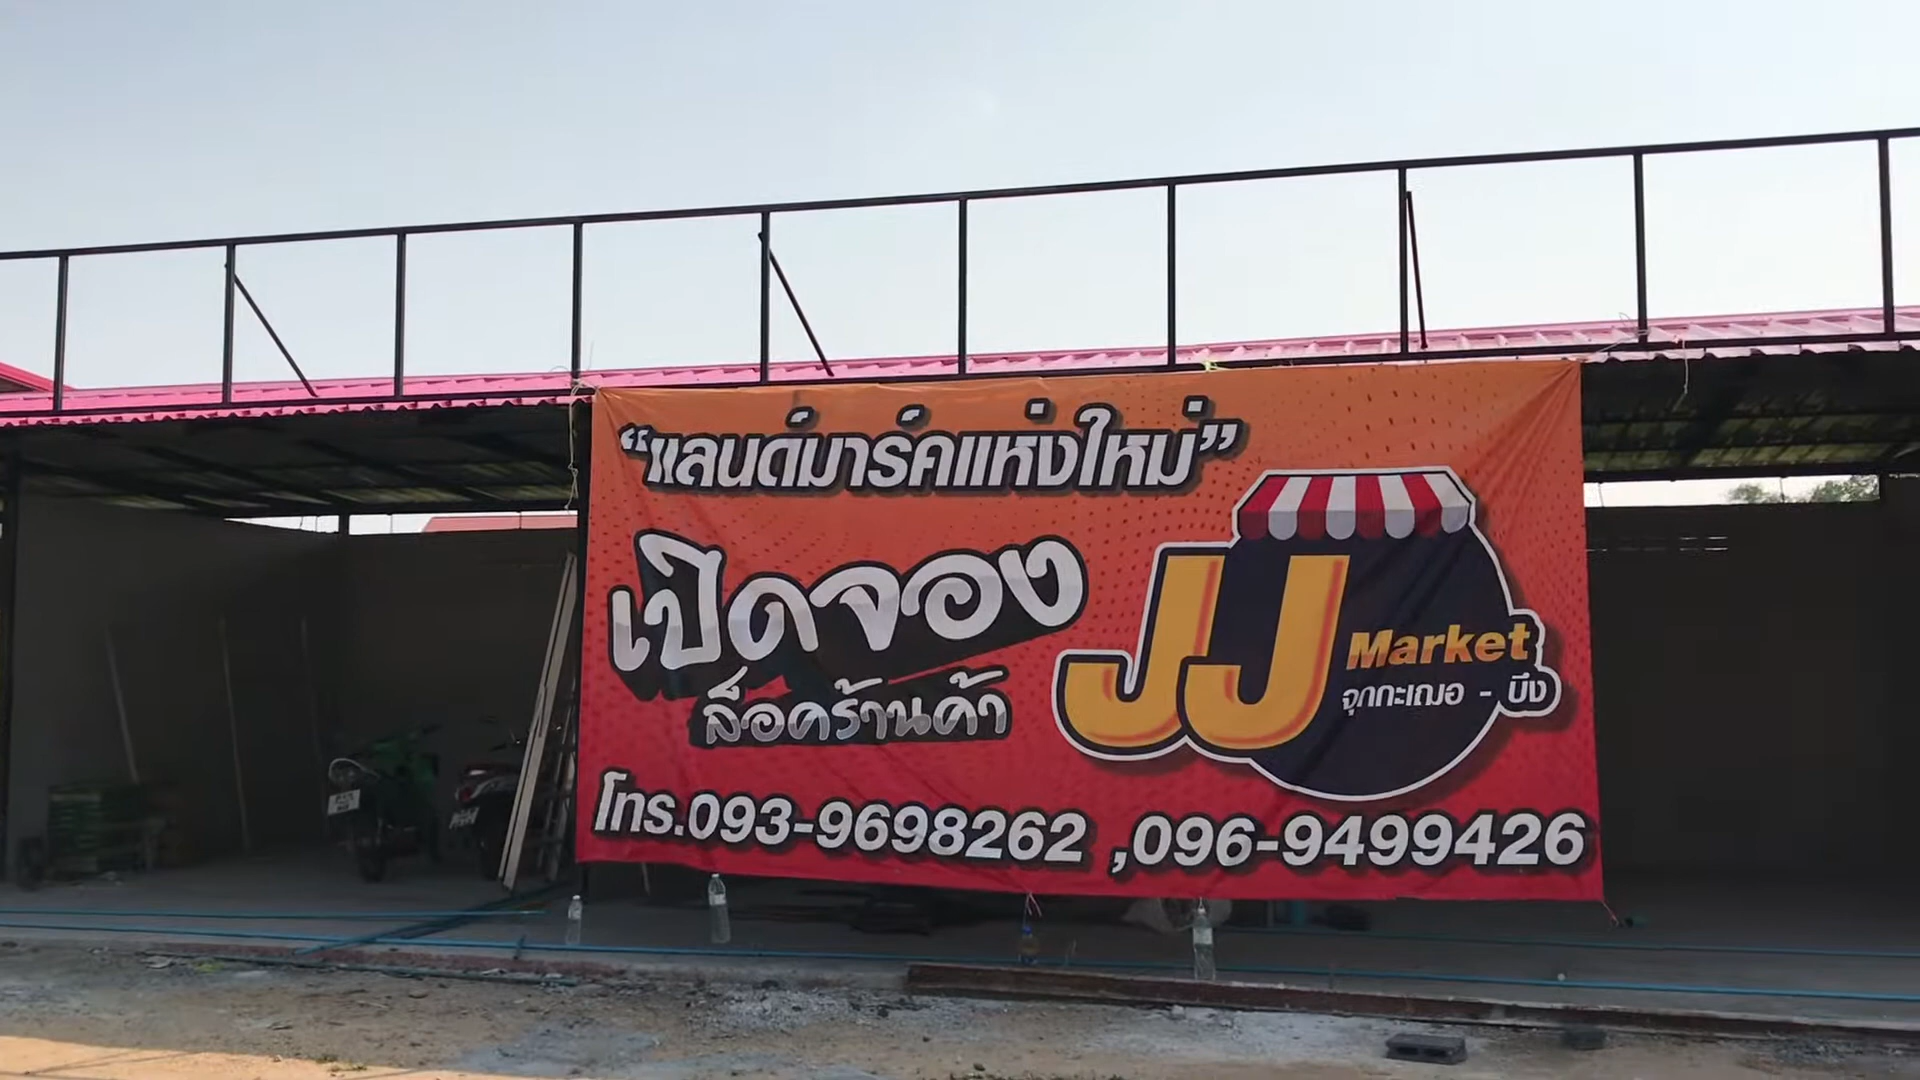 “แลนด์มาร์คแห่งใหม่”
เปิดจอง
ล็อคร้านค้า
JJ
Market
จุกกะเฌอ - บึง
โทร.093-9698262 ,096-9499426